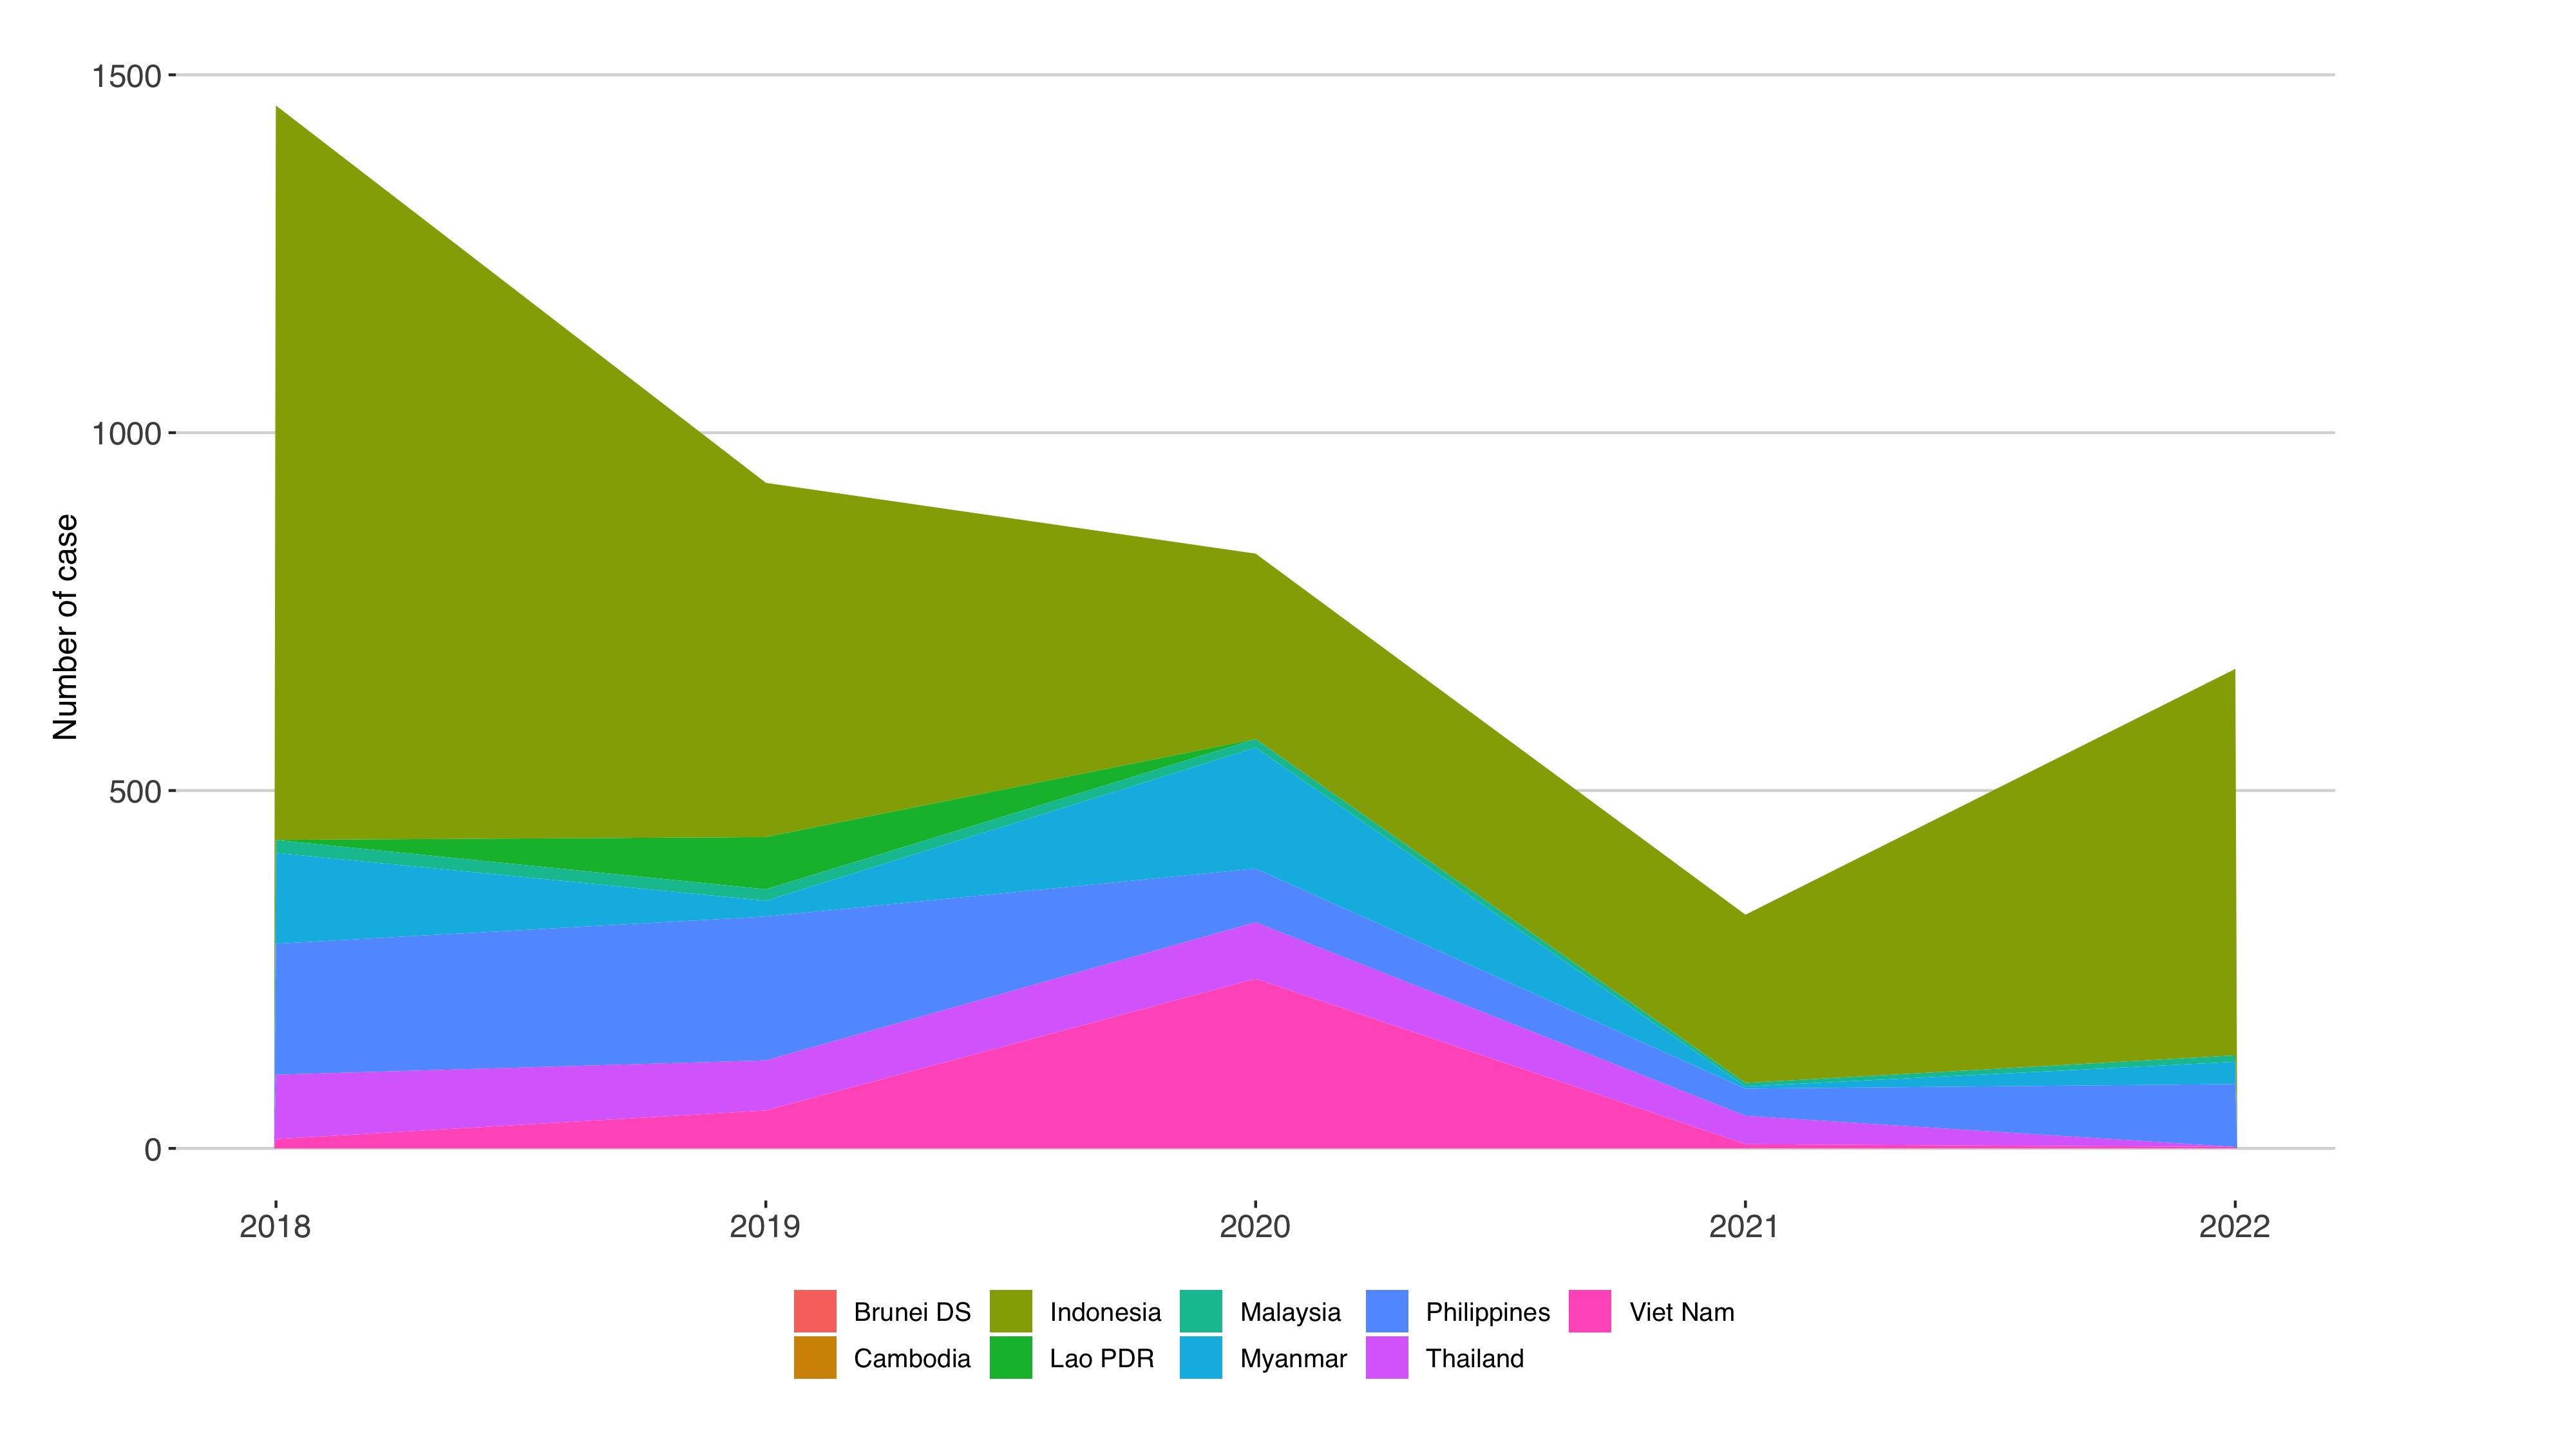 1500
1000
500
0
Number of case
2018 2019 2020 2021 2022
Brunei DS Indonesia Malaysia Philippines Viet Nam
Cambodia Lao PDR Myanmar Thailand